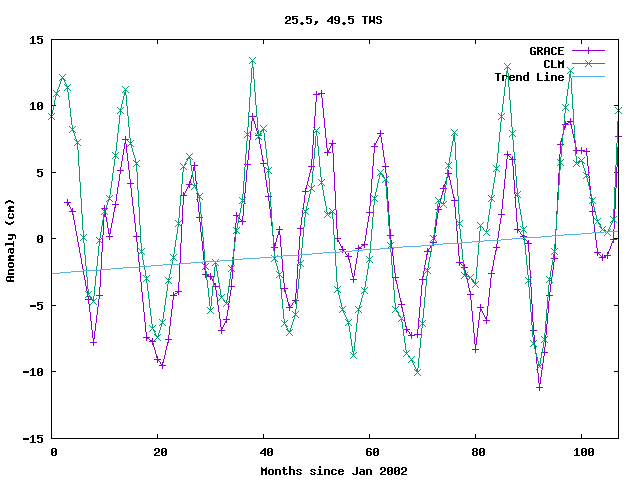 25.5, 49.5 TWS
GRACE
CLM
Trend Line
15
10
5
0
-5
-10
-15
Anomaly (cm)
0 20 40 60 80 100
Months since Jan 2002